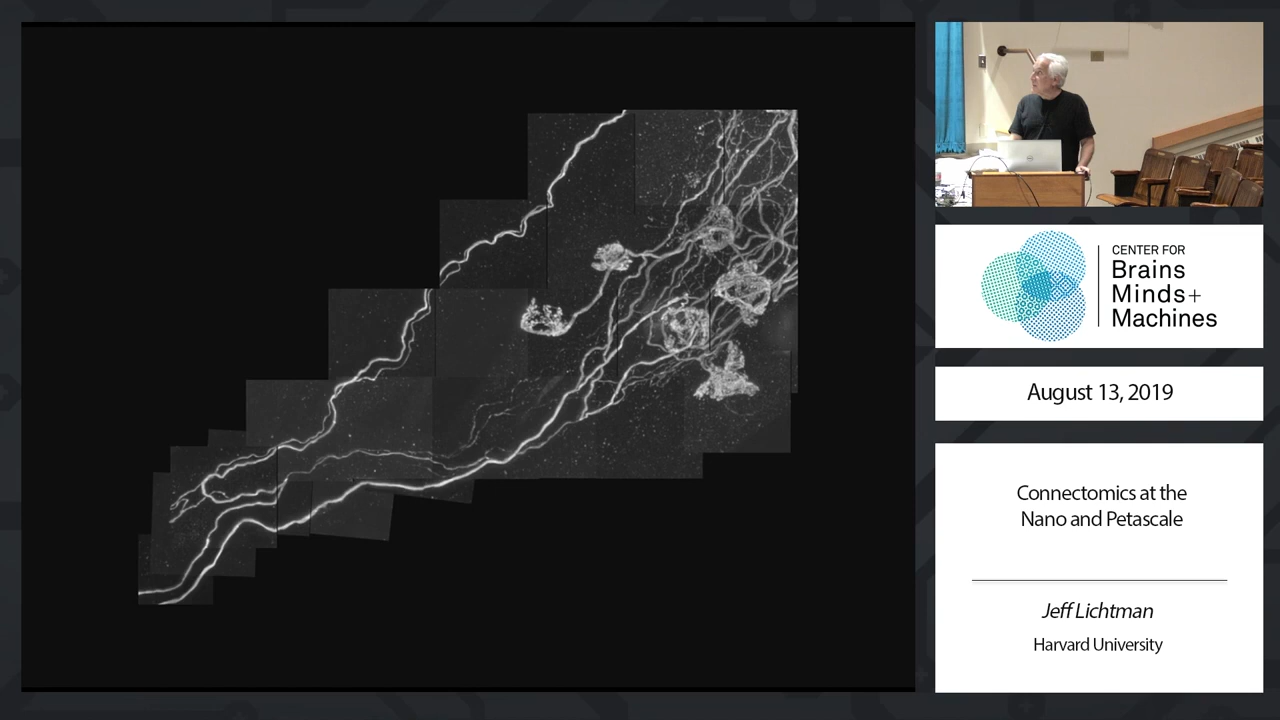 CENTER FOR
Brains
Minds+
Machines
August 13, 2019
Connectomics at the
Nano and Petascale
Jeff Lichtman
Harvard University